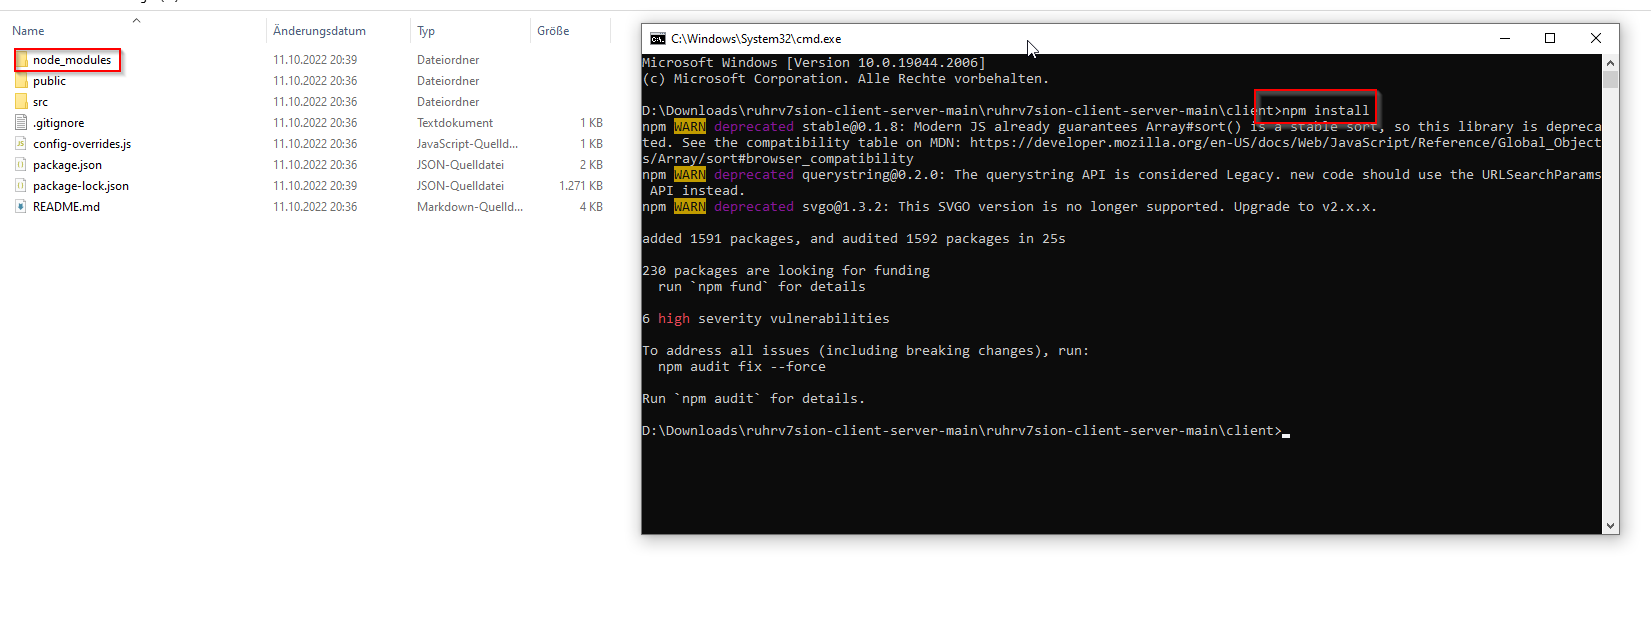 Name Änderungsdatum Typ Größe
node_modules 11.10.2022 20:39 Dateiordner
public 11.10.2022 20:36 Dateiordner
src 11.10.2022 20:36 Dateiordner
.gitignore 11.10.2022 20:36 Textdokument 1 KB
config-overrides.js 11.10.2022 20:36 JavaScript-Quelld... 1 KB
package.json 11.10.2022 20:36 JSON-Quelldatei 2 KB
package-lock.json 11.10.2022 20:39 JSON-Quelldatei 1.271 KB
README.md 11.10.2022 20:36 Markdown-Quelld... 4 KB
C:\Windows\System32\cmd.exe
Microsoft Windows [Version 10.0.19044.2006]
(c) Microsoft Corporation. Alle Rechte vorbehalten.
D:\Downloads\ruhrv7sion-client-server-main\ruhrv7sion-client-server-main\client>npm install
npm WARN deprecated stable@0.1.8: Modern JS already guarantees Array#sort() is a stable sort, so this library is depreca
ted. See the compatibility table on MDN: https://developer.mozilla.org/en-US/docs/Web/JavaScript/Reference/Global_Object
s/Array/sort#browser_compatibility
npm WARN deprecated querystring@0.2.0: The querystring API is considered Legacy. new code should use the URLSearchParams
API instead.
npm WARN deprecated svgo@1.3.2: This SVGO version is no longer supported. Upgrade to v2.x.x.
added 1591 packages, and audited 1592 packages in 25s
230 packages are looking for funding
run `npm fund` for details
6 high severity vulnerabilities
To address all issues (including breaking changes), run:
npm audit fix --force
Run `npm audit` for details.
D:\Downloads\ruhrv7sion-client-server-main\ruhrv7sion-client-server-main\client>